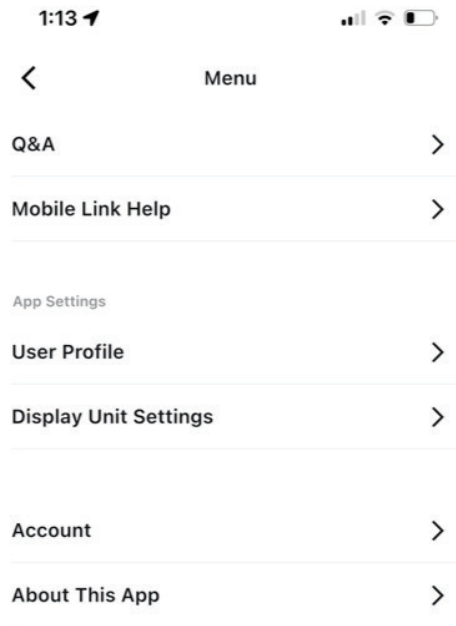 1:13
Menu
Q&A
Mobile Link Help
App Settings
User Profile
Display Unit Settings
Account
About This App